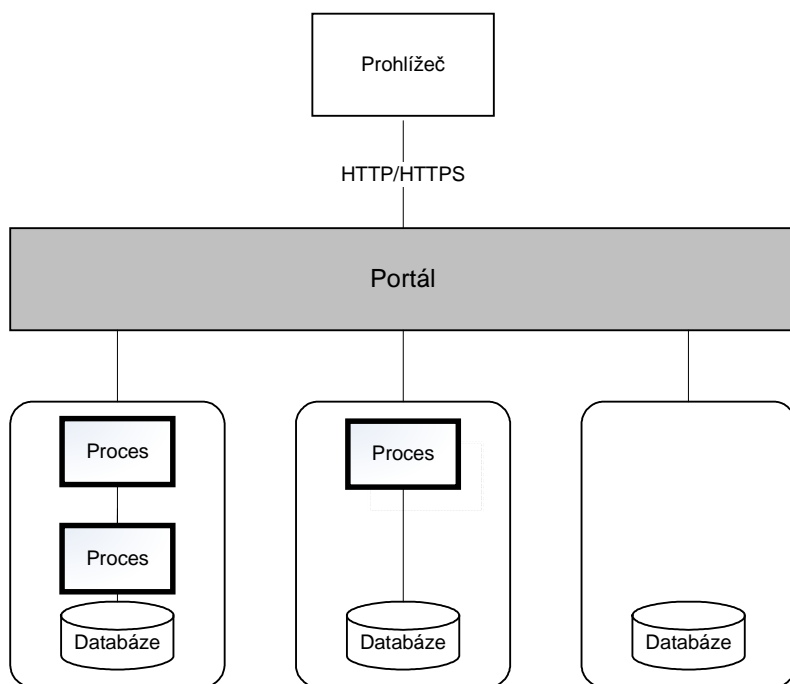 Prohlížeč
HTTP/HTTPS
Portál
Proces
Proces
Proces
Databáze
Databáze
Databáze